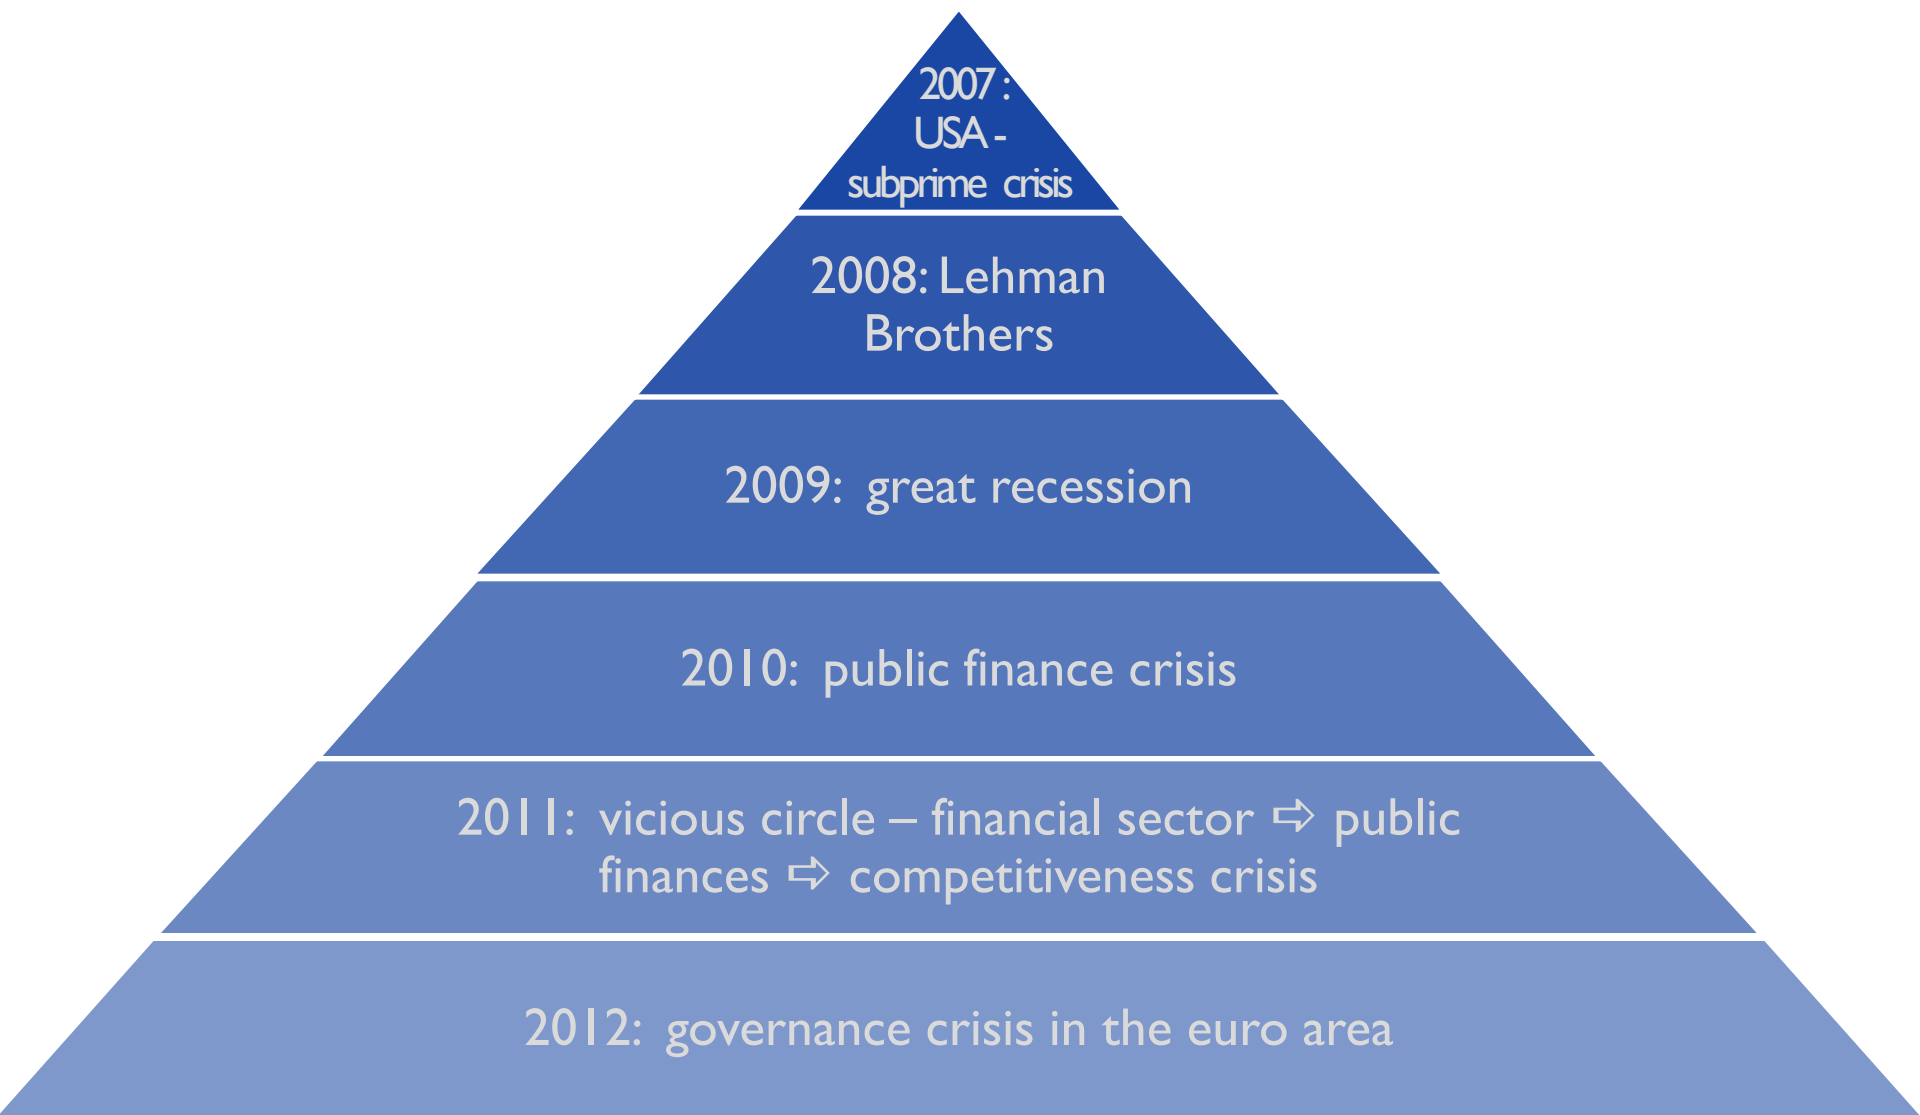 2007 :
USA -
subprime crisis
2008: Lehman
Brothers
2009: great recession
2010: public finance crisis
2011: vicious circle – financial sector ⇨ public
finances ⇨ competitiveness crisis
2012: governance crisis in the euro area